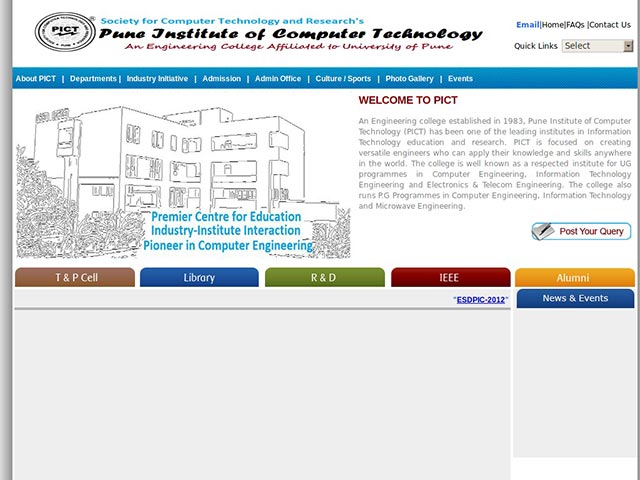 Society for Computer Technology and Research's
PICT
PUNE
Pune Institute of Computer Technology
An Engineering College Affiliated to University of Pune
Email|Home|FAQs |Contact Us
Quick Links Select
About PICT | Departments | Industry Initiative | Admission | Admin Office | Culture / Sports | Photo Gallery | Events
WELCOME TO PICT
An Engineering college established in 1983, Pune Institute of Computer
Technology (PICT) has been one of the leading institutes in Information
Technology education and research. PICT is focused on creating
versatile engineers who can apply their knowledge and skills anywhere
in the world. The college is well known as a respected institute for UG
programmes in Computer Engineering, Information Technology
Engineering and Electronics & Telecom Engineering. The college also
runs P.G Programmes in Computer Engineering, Information Technology
and Microwave Engineering.
Premier Centre for Education
Industry-Institute Interaction
Pioneer in Computer Engineering
Post Your Query
T & P Cell
Library
R & D
IEEE
Alumni
"ESDPIC-2012"
News & Events